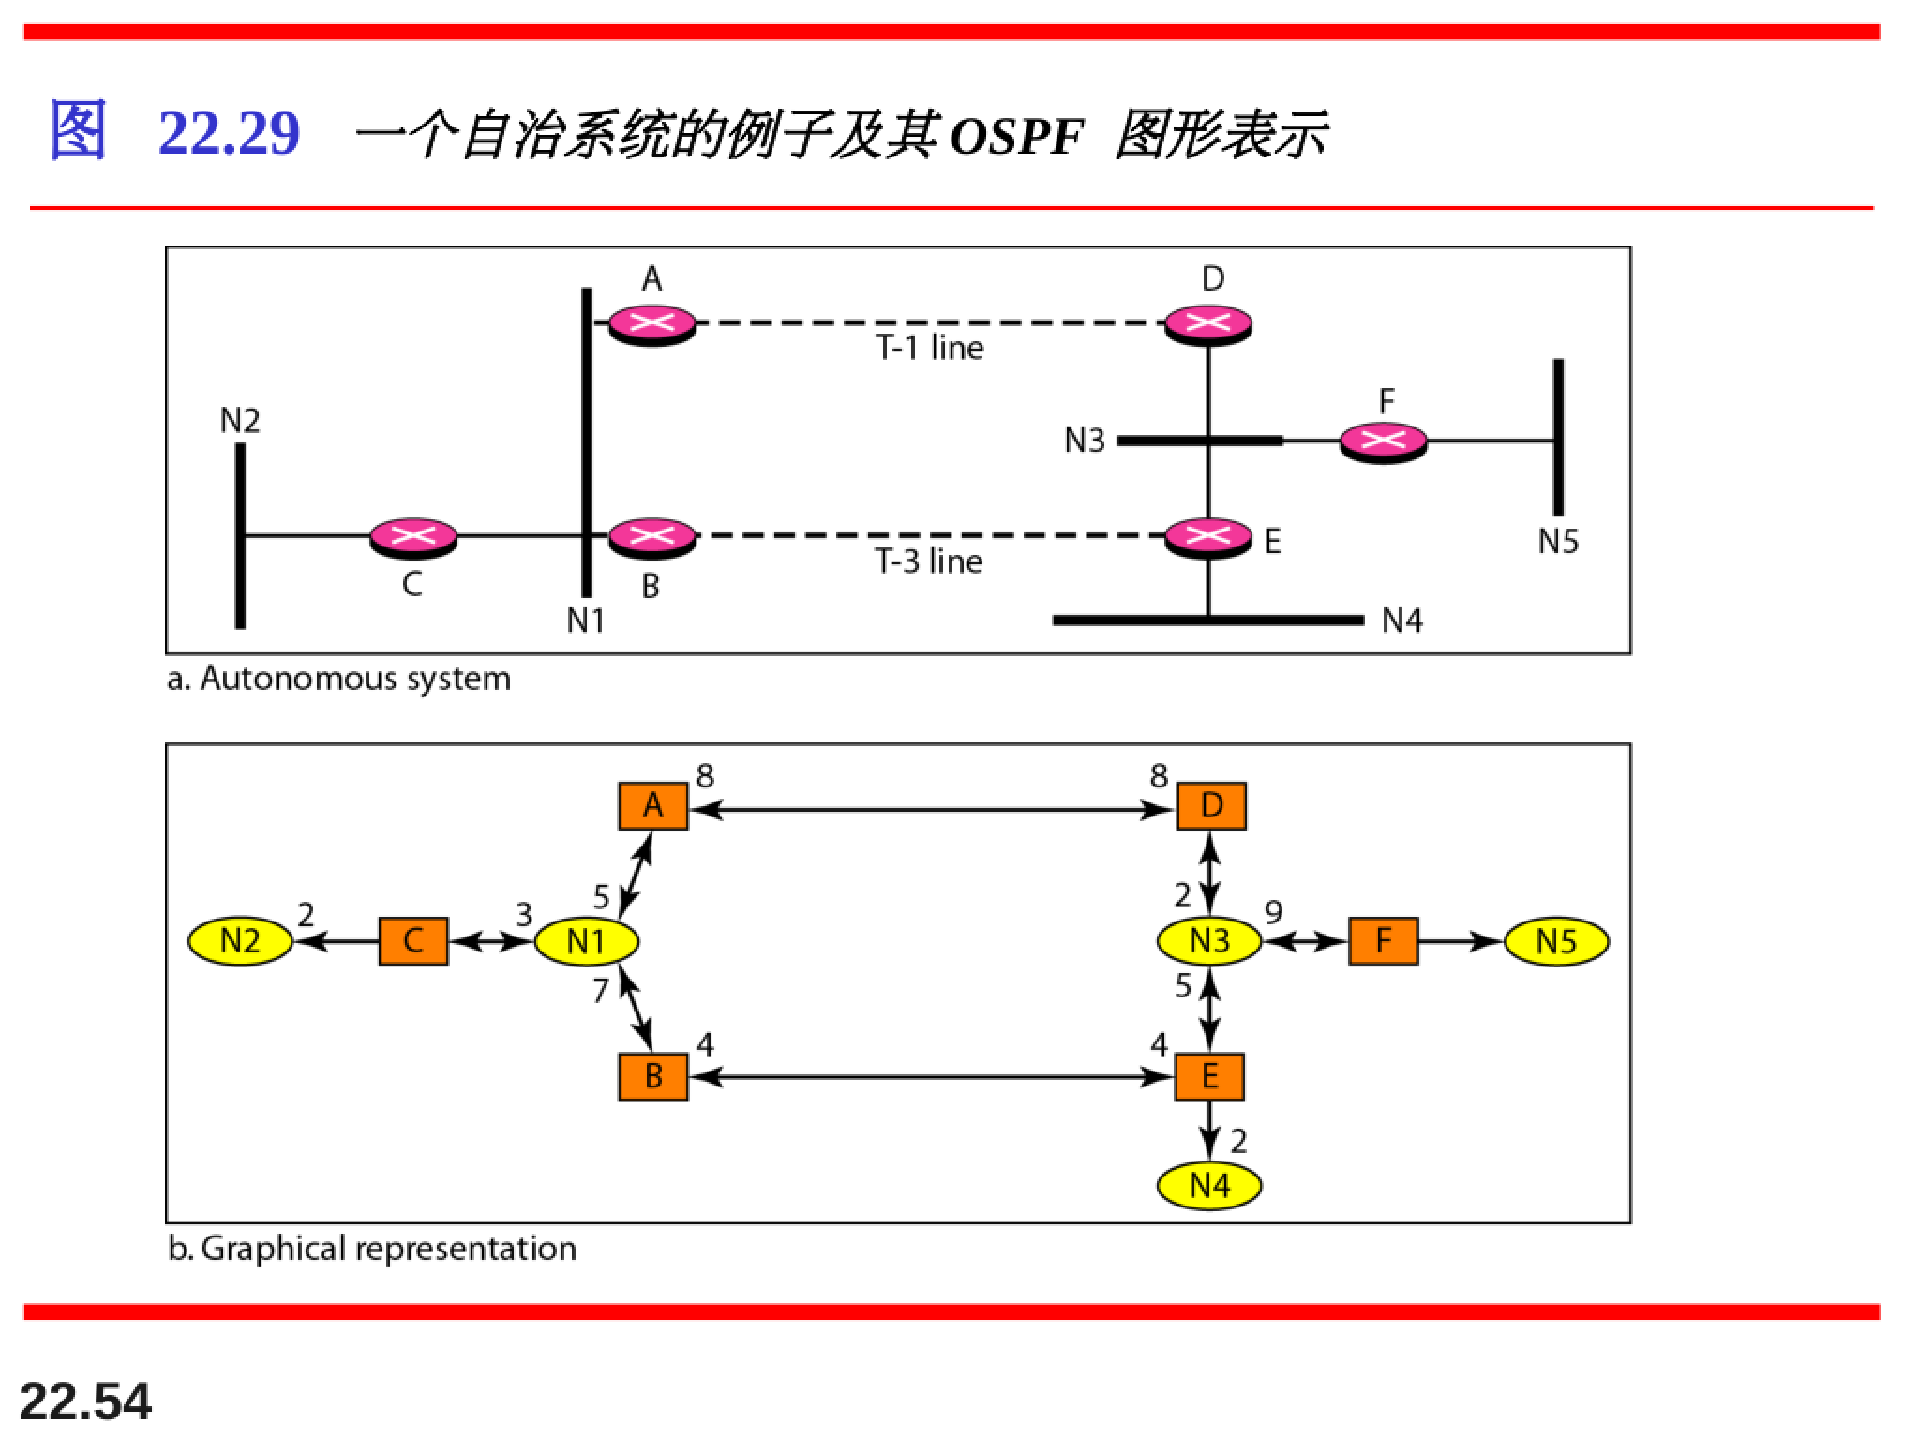 图 22.29 一个自治系统的例子及其 OSPF 图形表示
A D
T-1 line
F
N2
N3
E
T-3 line
N5
C B
N1 N4
a. Autonomous system
8 8
A D
5 2
2 3 9
N2 C N1 N3 F N5
7 5
4 4
B E
2
N4
b. Graphical representation
22.54